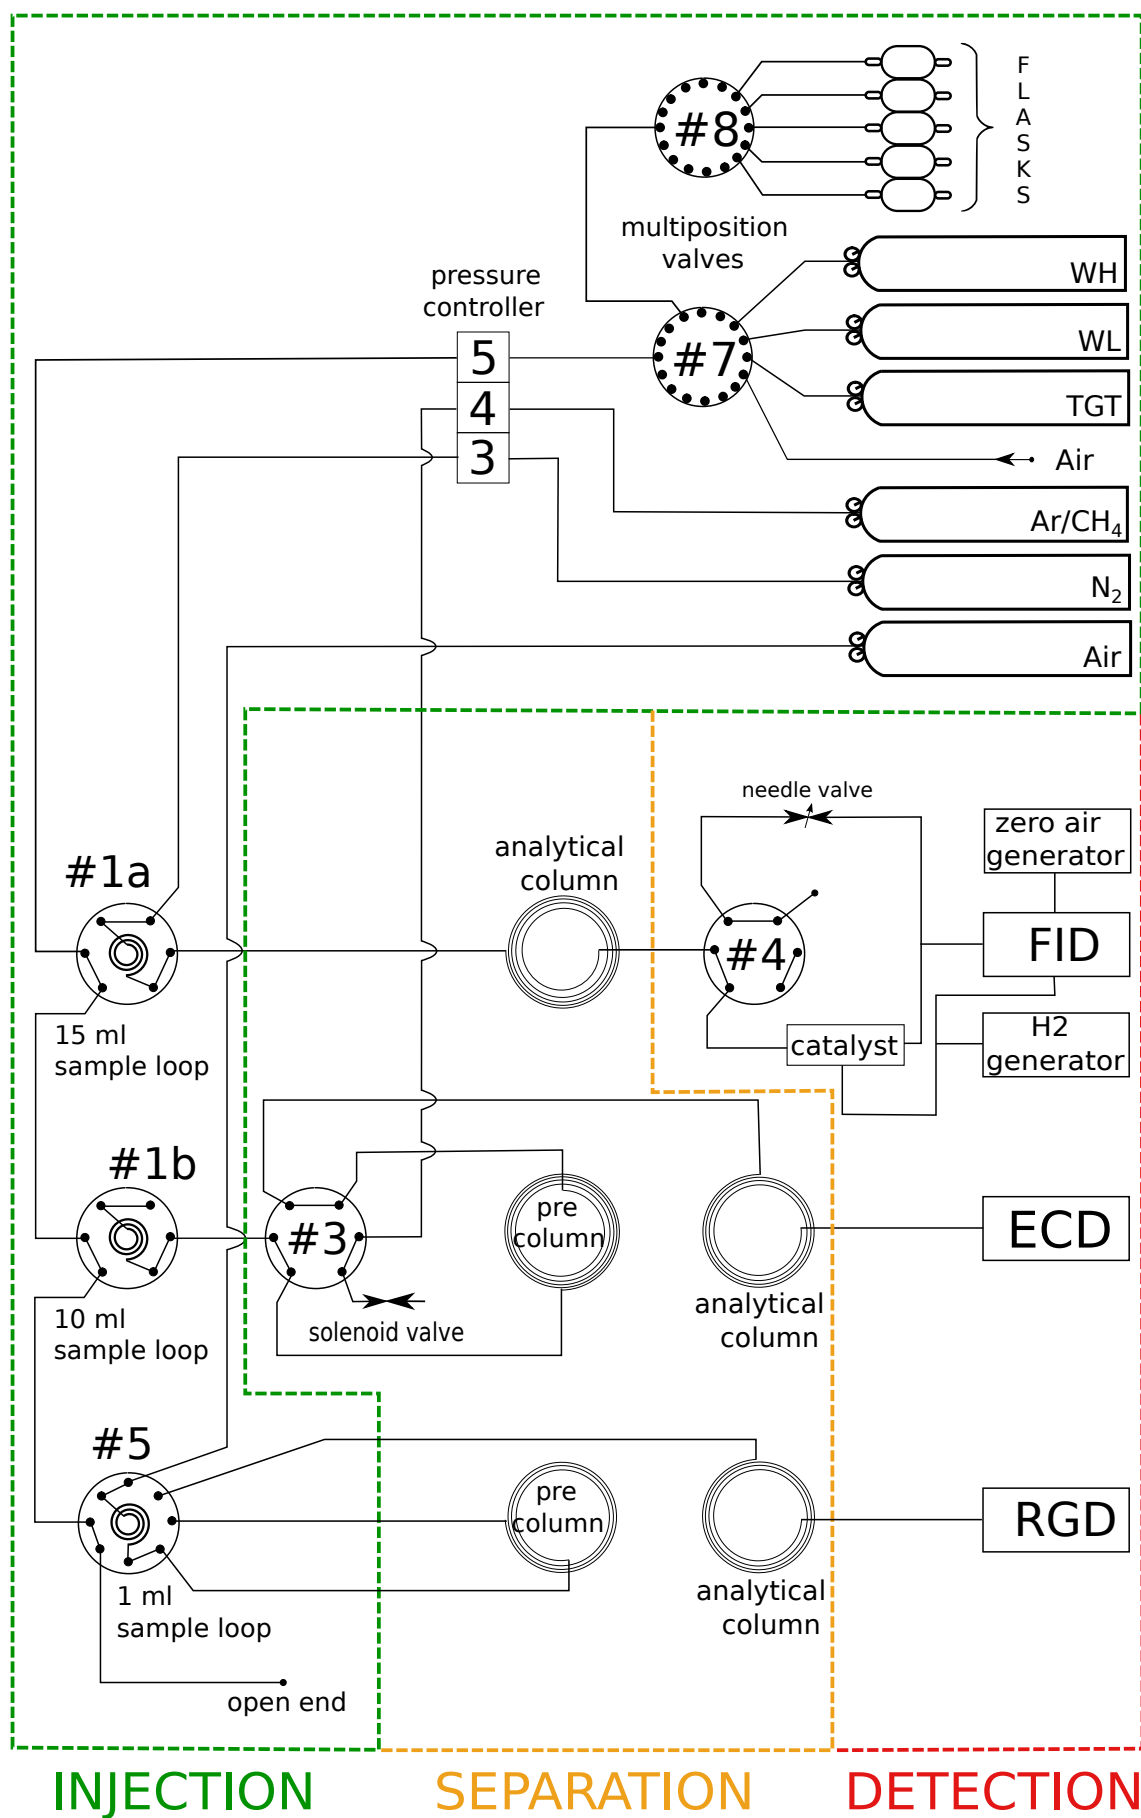 F
L
A
S
K
S
#8
multiposition
valves
WH
pressure
controller
5
#7
WL
4
TGT
3
Air
Ar/CH₄
N₂
Air
needle valve
zero air
generator
analytical
column
#1a
#4
FID
15 ml
sample loop
catalyst
H2
generator
#1b
#3
pre
column
ECD
10 ml
sample loop
solenoid valve
analytical
column
#5
pre
column
RGD
1 ml
sample loop
analytical
column
open end
INJECTION
SEPARATION
DETECTION